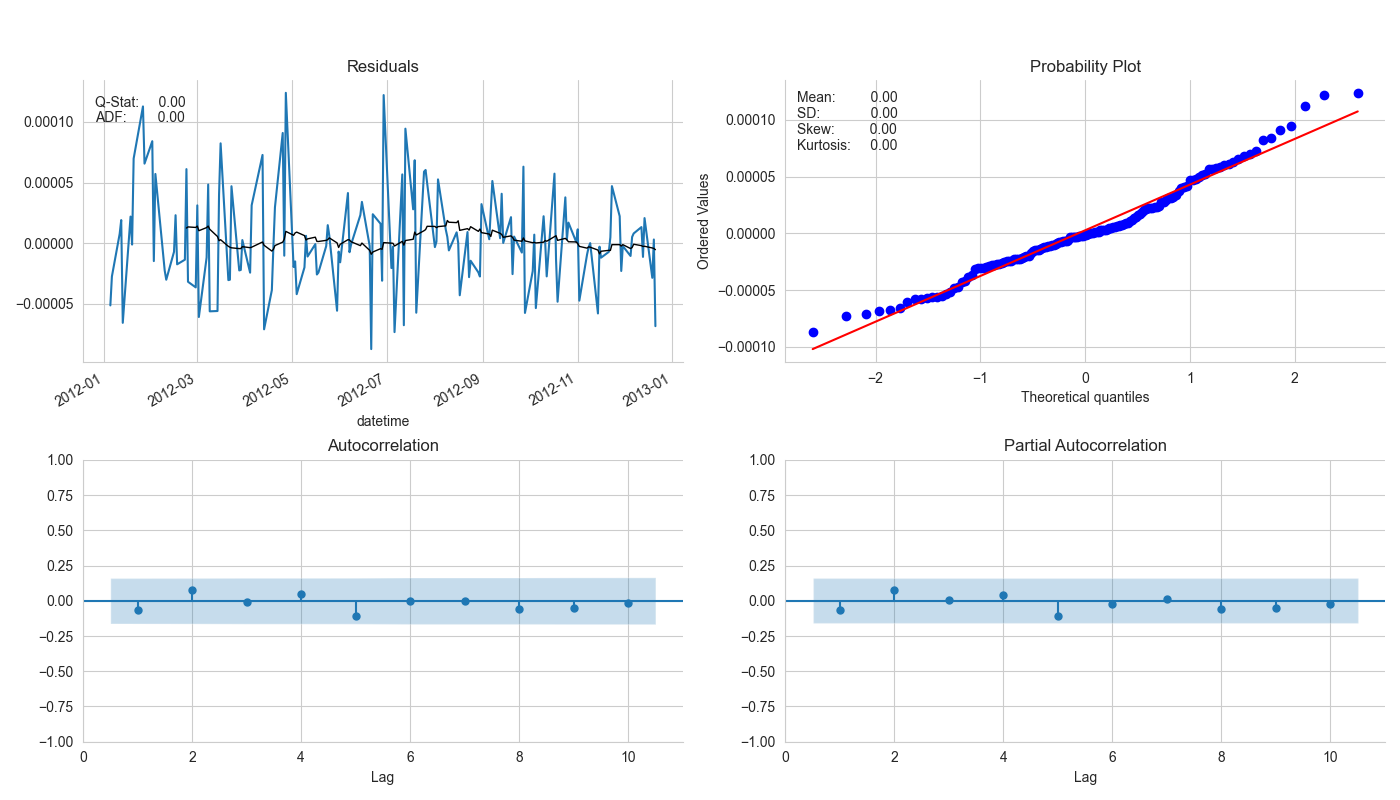 Residuals
Q-Stat: 0.00
ADF: 0.00
0.00010
0.00005
0.00000
−0.00005
2012-01
2012-03
2012-05
2012-07
2012-09
2012-11
2013-01
datetime
Probability Plot
Mean: 0.00
SD: 0.00
Skew: 0.00
Kurtosis: 0.00
Ordered Values
0.00010
0.00005
0.00000
−0.00005
−0.00010
−2 −1 0 1 2
Theoretical quantiles
Autocorrelation
1.00
0.75
0.50
0.25
0.00
−0.25
−0.50
−0.75
−1.00
0 2 4 6 8 10
Lag
Partial Autocorrelation
1.00
0.75
0.50
0.25
0.00
−0.25
−0.50
−0.75
−1.00
0 2 4 6 8 10
Lag